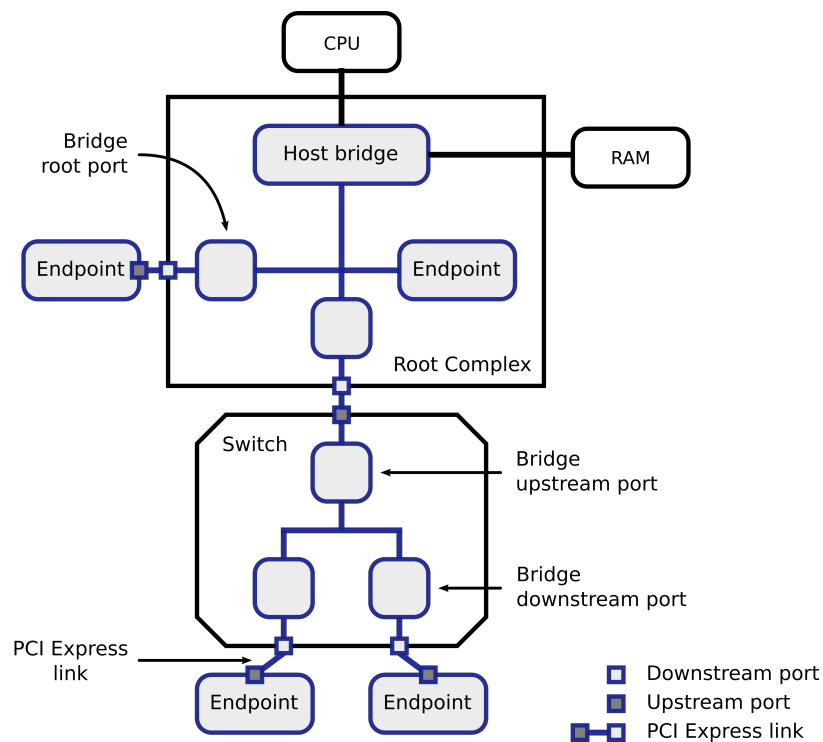 CPU
Bridge
root port
Host bridge
RAM
Endpoint
Endpoint
Root Complex
Switch
Bridge
upstream port
Bridge
downstream port
PCI Express
link
Endpoint
Endpoint
Downstream port
Upstream port
PCI Express link